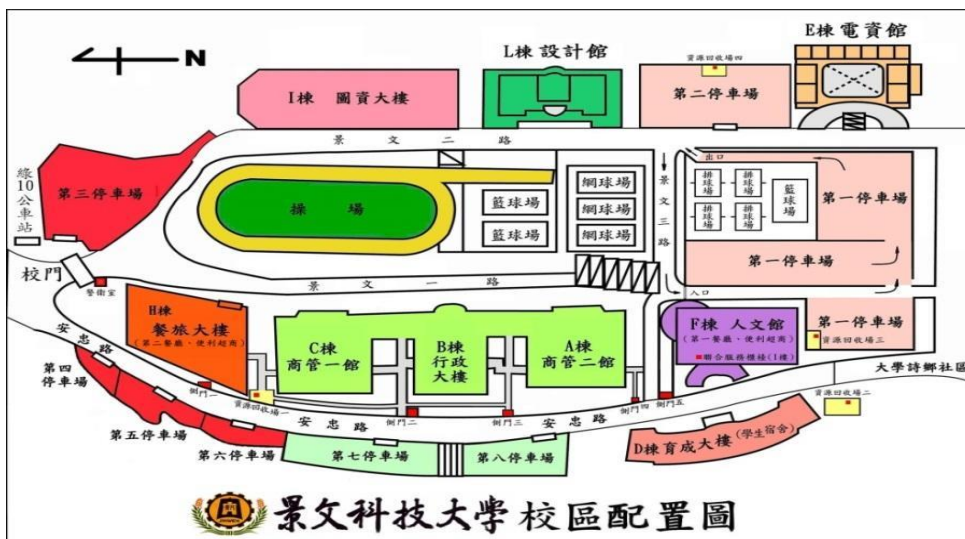 E棟電資館
L棟設計館
資源回收場四
N
I棟 圖資大樓
第二停車場
景文二路
出口
綠10公車站
第三停車場
操場
籃球場
籃球場
網球場
網球場
網球場
景文三路
排球場
排球場
排球場
排球場
籃球場
第一停車場
第一停車場
校門
警衛室
景文一路
入口
H棟
餐旅大樓
(第二餐廳、便利超商)
C棟
商管一館
B棟
行政
大樓
A棟
商管二館
F棟 人文館
(第一餐廳、便利超商)
聯合服務櫃檯(1樓)
第一停車場
資源回收場三
安忠路
第四
停車場
側門一
資源回收場一
側門二
側門三
側門四
側門五
大學詩鄉社區
資源回收場二
安忠路
第五停車場
第六停車場
第七停車場
第八停車場
D棟育成大樓(學生宿舍)
景文科技大學校區配置圖